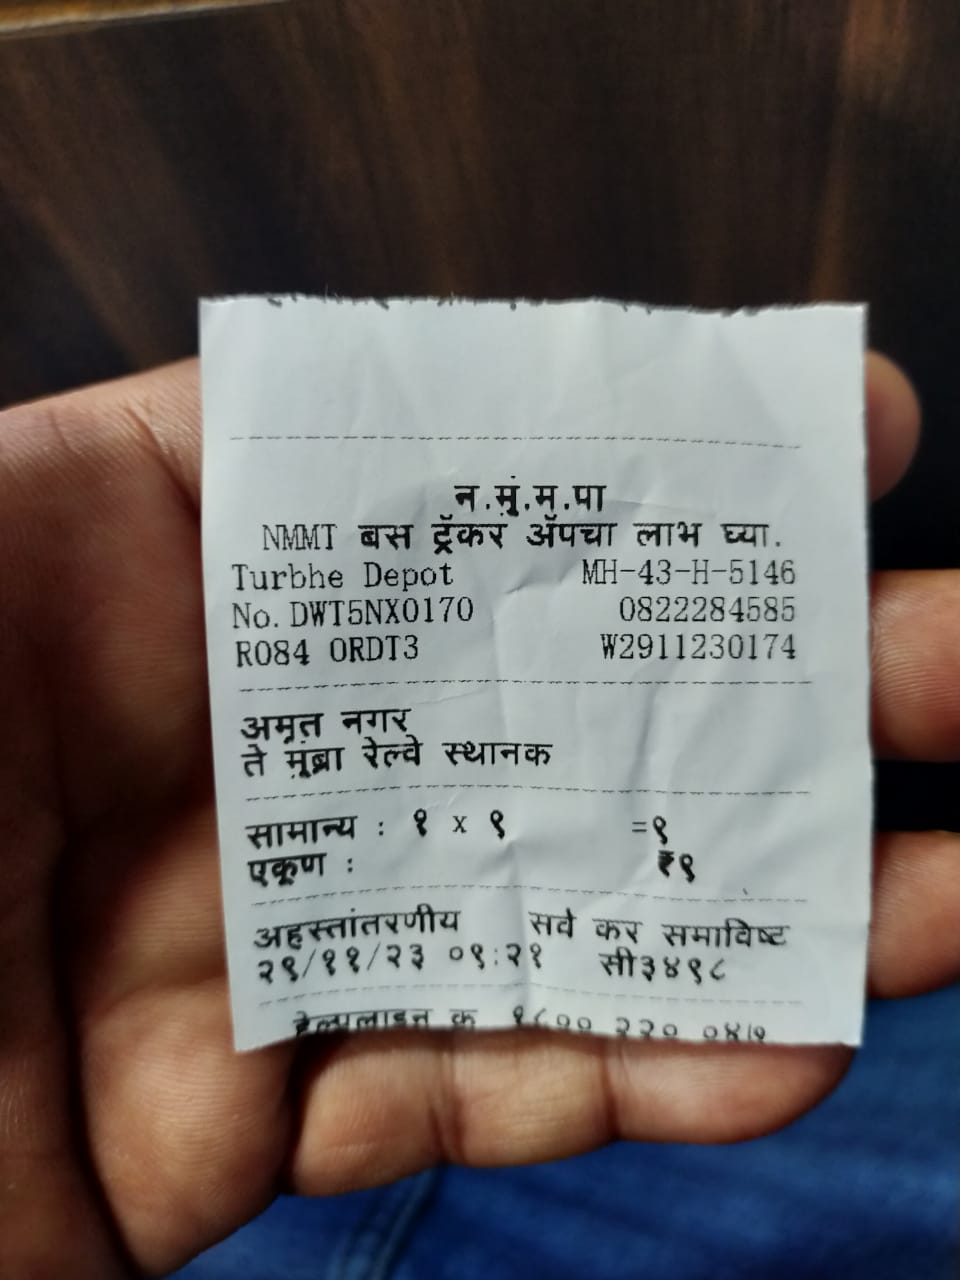 न.मुं.म.पा
NMMT बस ट्रॅकर ॲपचा लाभ घ्या.
Turbhe Depot MH-43-H-5146
No. DWT5NX0170 0822284585
R084 ORDT3 W2911230174
अमृत नगर
ते मुंब्रा रेल्वे स्थानक
सामान्य : १ x ९ =९
एकूण : ₹९
अहस्तांतरणीय सर्व कर समाविष्ट
२९/११/२३ ०९:२१ सी३४९८
हेल्पलाइन क्र १८०० २२० ०४७